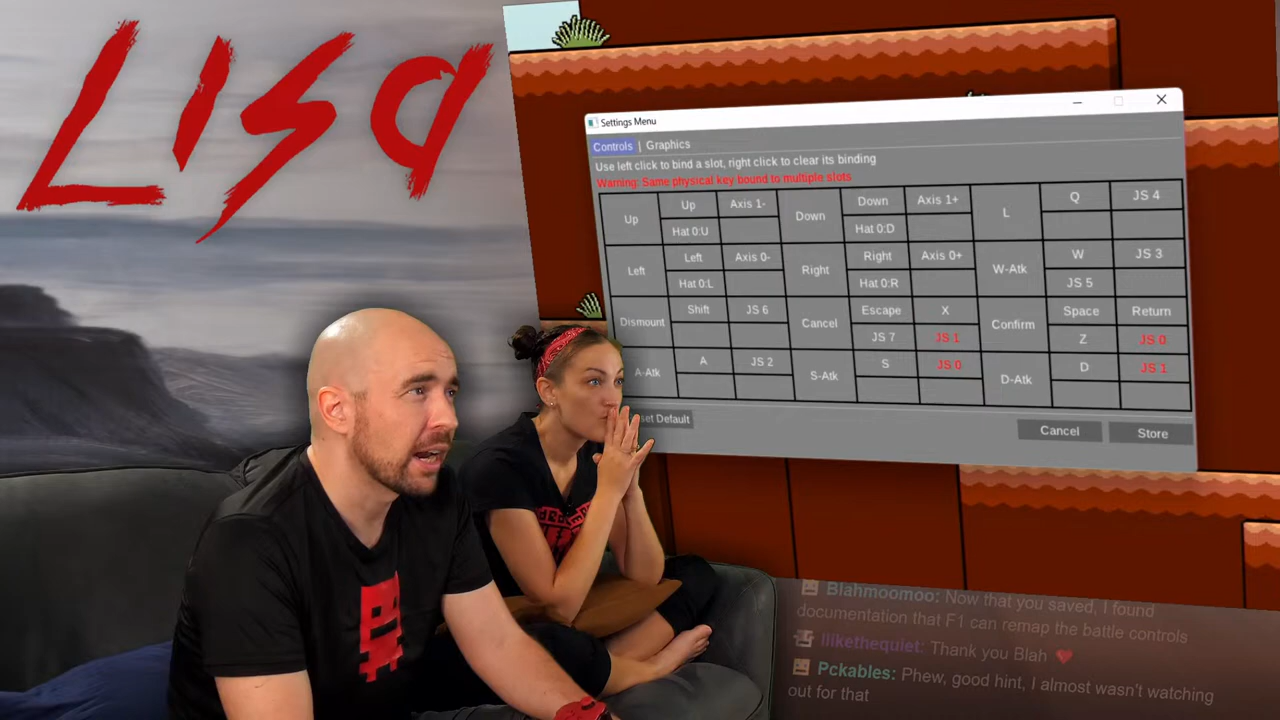 LISA
Settings Menu
Controls | Graphics
Use left click to bind a slot, right click to clear its binding
Warning: Same physical key bound to multiple slots
Up Up Axis 1- Down Down Axis 1+ L Q JS 4
Hat 0:U Hat 0:D
Left Left Axis 0- Right Right Axis 0+ W-Atk W JS 3
Hat 0:L Hat 0:R JS 5
Dismount Shift JS 6 Cancel Escape X Confirm Space Return
JS 7 JS 1 Z JS 0
A-Atk A JS 2 S-Atk S JS 0 D-Atk D JS 1
set Default Cancel Store
Blahmoomoo: Now that you saved, I found
documentation that F1 can remap the battle controls
Ilikethequiet: Thank you Blah ❤
Pckables: Phew, good hint, I almost wasn't watching
out for that